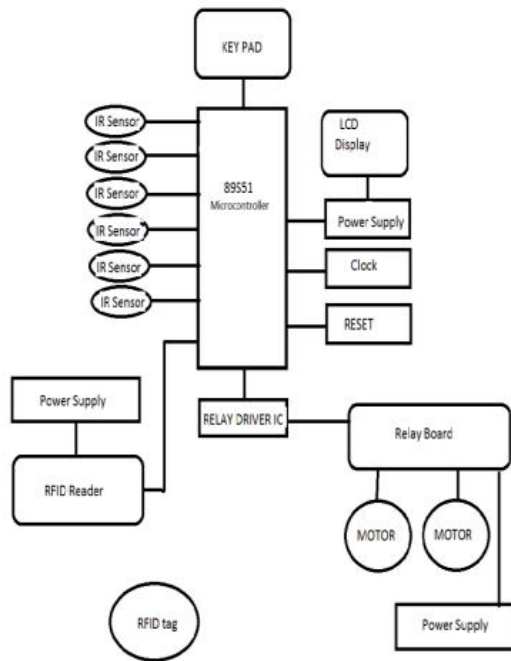 KEY PAD
IR Sensor
IR Sensor
IR Sensor
IR Sensor
IR Sensor
IR Sensor
89S51
Microcontroller
LCD
Display
Power Supply
Clock
RESET
Power Supply
RELAY DRIVER IC
Relay Board
RFID Reader
MOTOR
MOTOR
RFID tag
Power Supply